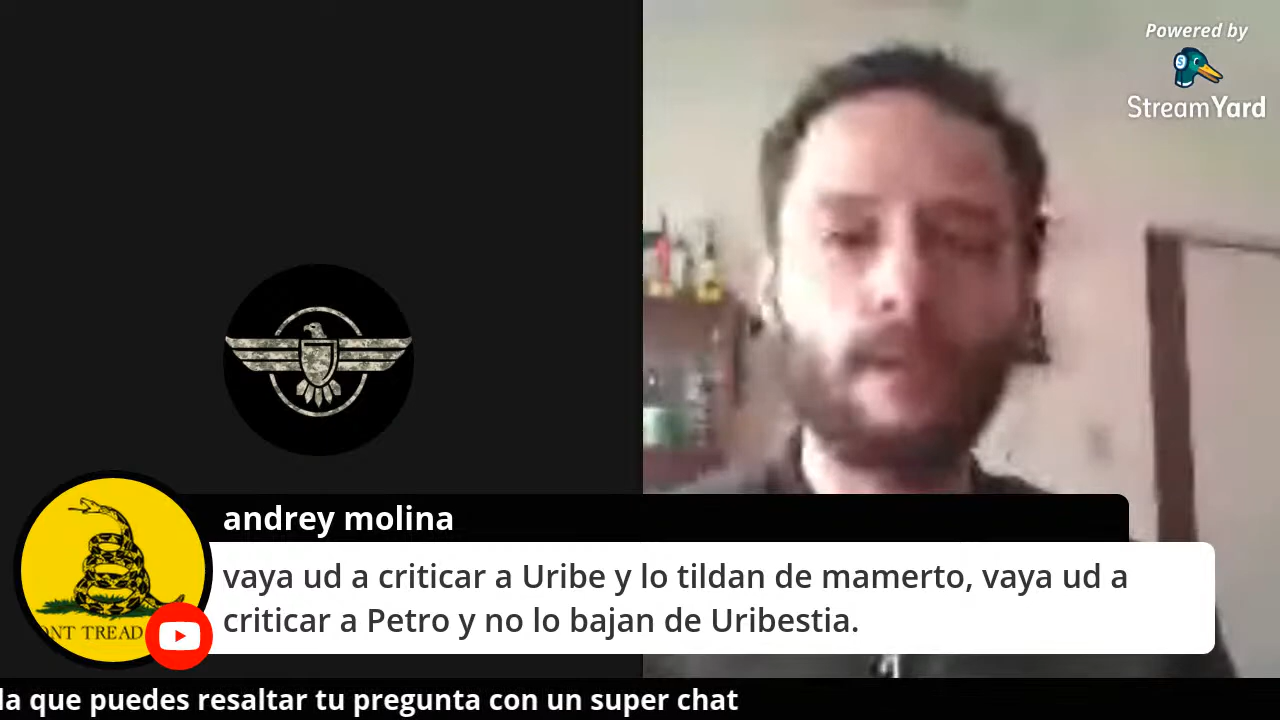 Powered by
StreamYard
andrey molina
vaya ud a criticar a Uribe y lo tildan de mamerto, vaya ud a
criticar a Petro y no lo bajan de Uribestia.
ONT TREAD
la que puedes resaltar tu pregunta con un super chat